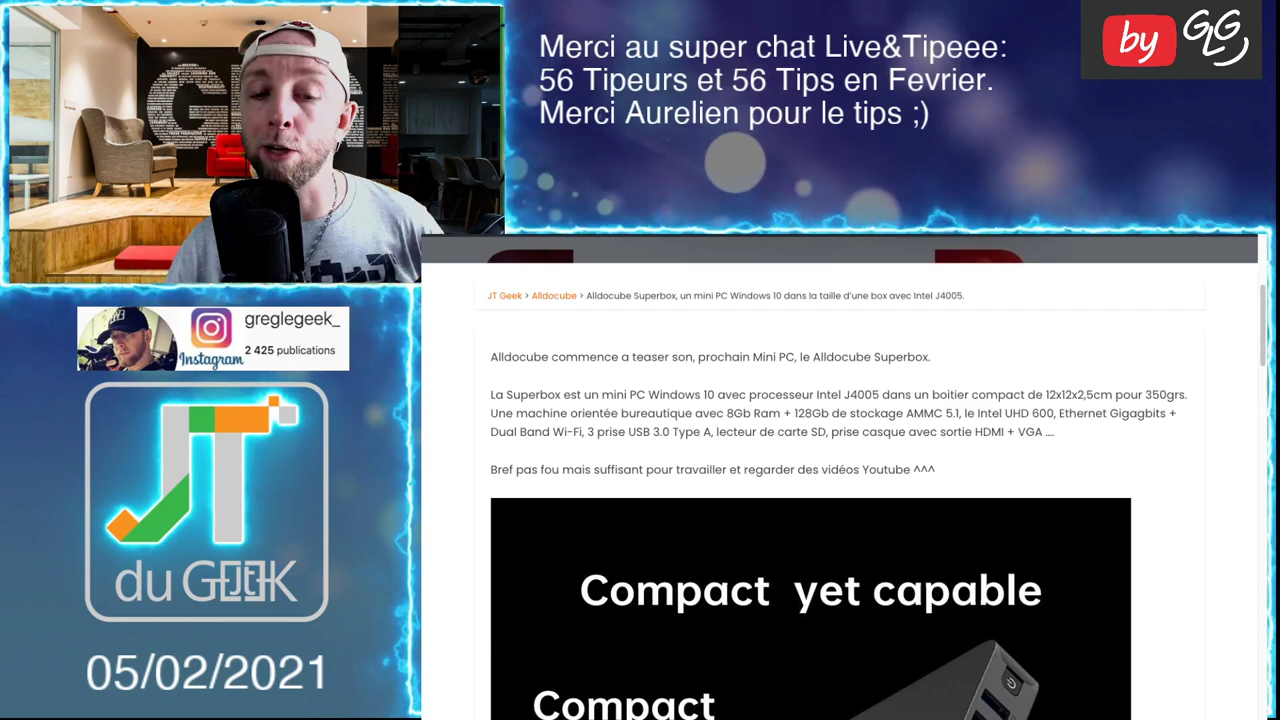 Merci au super chat Live&Tipeee:
56 Tipeurs et 56 Tips en Fevrier.
Merci Aurelien pour le tips ;)
by GLG
greglegeek_
2 425 publications
Instagram
JT
du GEEK
05/02/2021
JT Geek > Alldocube > Alldocube Superbox, un mini PC Windows 10 dans la taille d'une box avec Intel J4005.
Alldocube commence a teaser son, prochain Mini PC, le Alldocube Superbox.
La Superbox est un mini PC Windows 10 avec processeur Intel J4005 dans un boitier compact de 12x12x2,5cm pour 350grs.
Une machine orientée bureautique avec 8Gb Ram + 128Gb de stockage AMMC 5.1, le Intel UHD 600, Ethernet Gigagbits +
Dual Band Wi-Fi, 3 prise USB 3.0 Type A, lecteur de carte SD, prise casque avec sortie HDMI + VGA ....
Bref pas fou mais suffisant pour travailler et regarder des vidéos Youtube ^^^
Compact yet capable
Compact